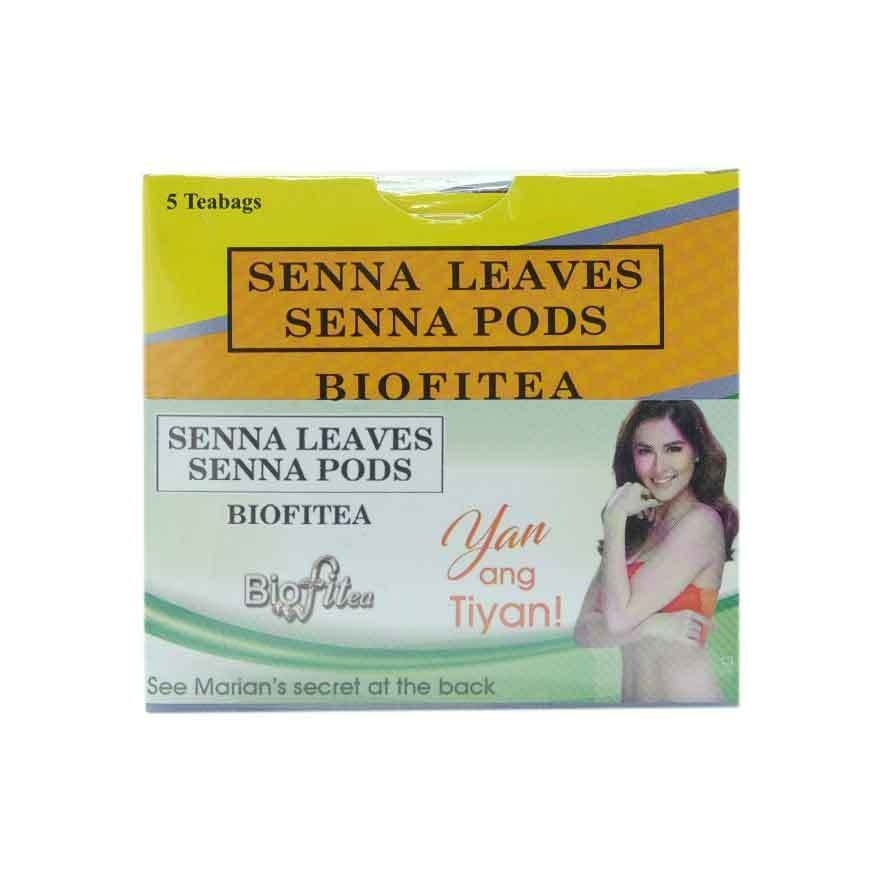 5 Teabags
SENNA LEAVES
SENNA PODS
BIOFITEA
SENNA LEAVES
SENNA PODS
BIOFITEA
Biofitea
Yan
ang
Tiyan!
See Marian's secret at the back